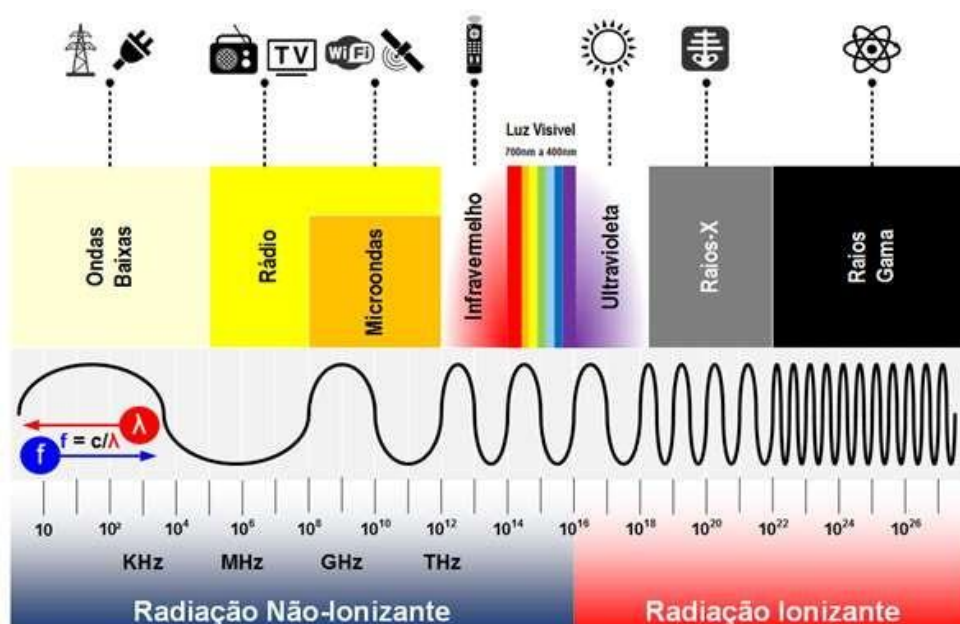 TV
WiFi
Luz Visível
700nm a 400nm
Ondas
Baixas
Rádio
Microondas
Infravermelho
Ultravioleta
Raios-X
Raios
Gama
λ
f
f = c/λ
10 10² 10⁴ 10⁶ 10⁸ 10¹⁰ 10¹² 10¹⁴ 10¹⁶ 10¹⁸ 10²⁰ 10²² 10²⁴ 10²⁶
KHz MHz GHz THz
Radiação Não-Ionizante Radiação Ionizante